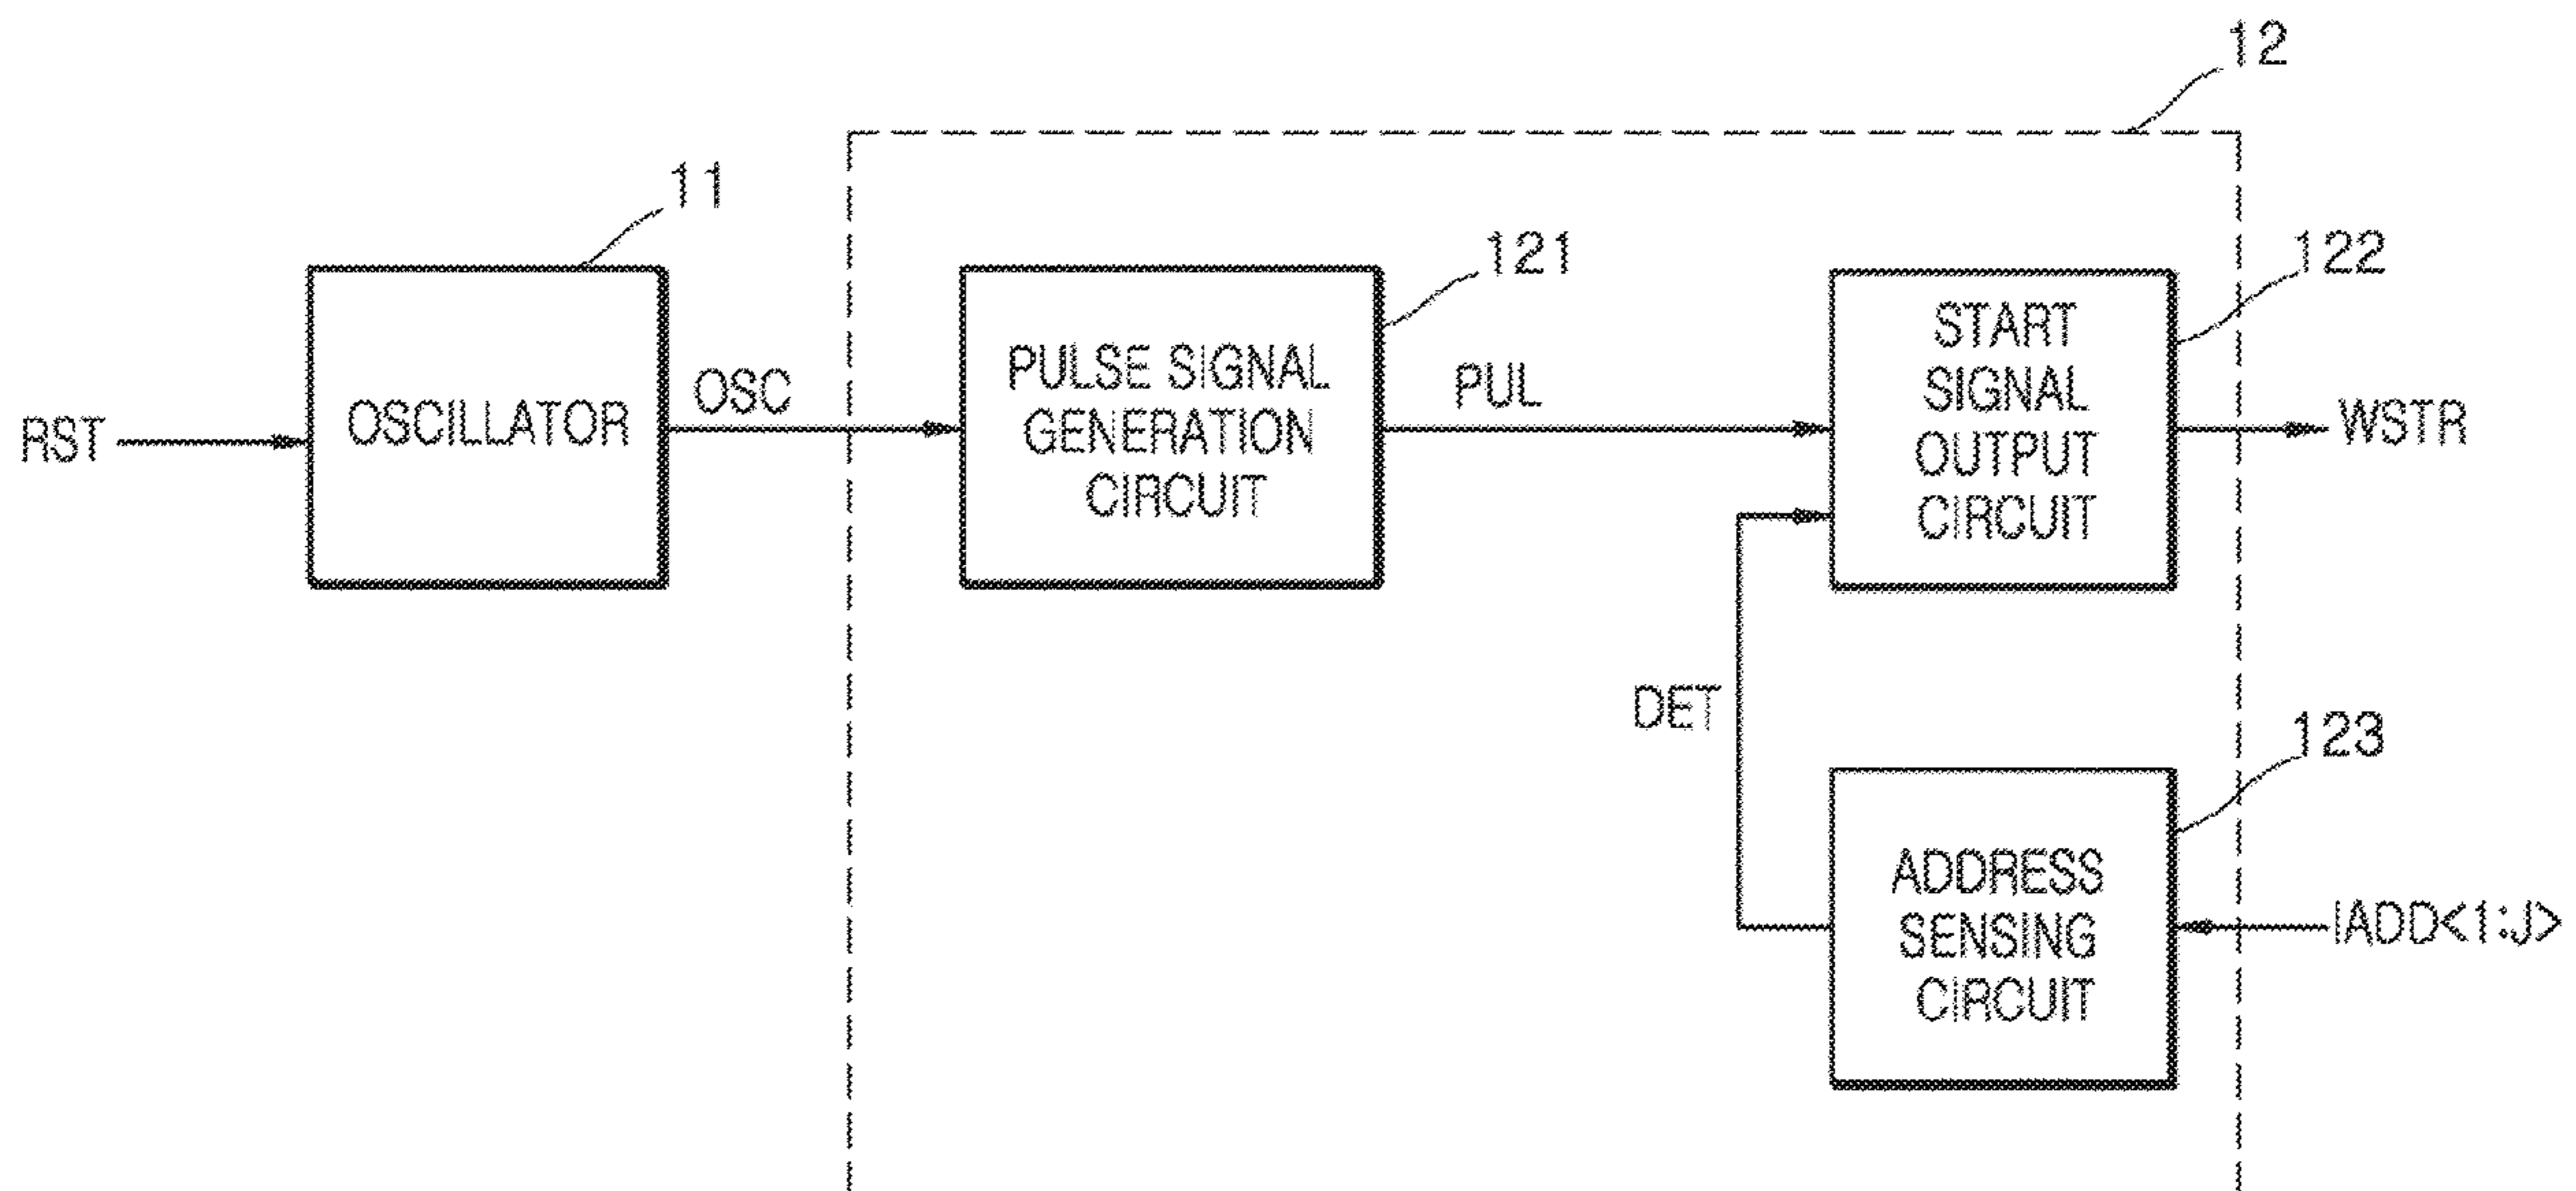 12
11
121
122
RST
OSCILLATOR
OSC
PULSE SIGNAL
GENERATION
CIRCUIT
PUL
START
SIGNAL
OUTPUT
CIRCUIT
WSTR
DET
123
ADDRESS
SENSING
CIRCUIT
IADD<1:J>